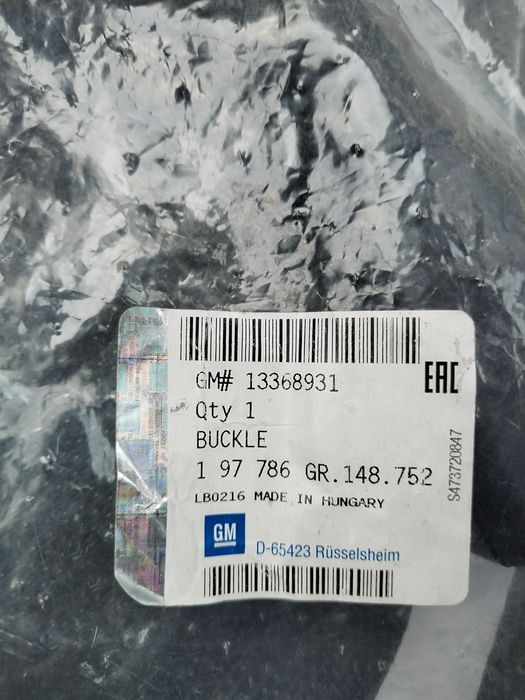 GM# 13368931
EAC
Qty 1
BUCKLE
1 97 786 GR.148.752
LB0216 MADE IN HUNGARY
S473720847
GM
D-65423 Rüsselsheim